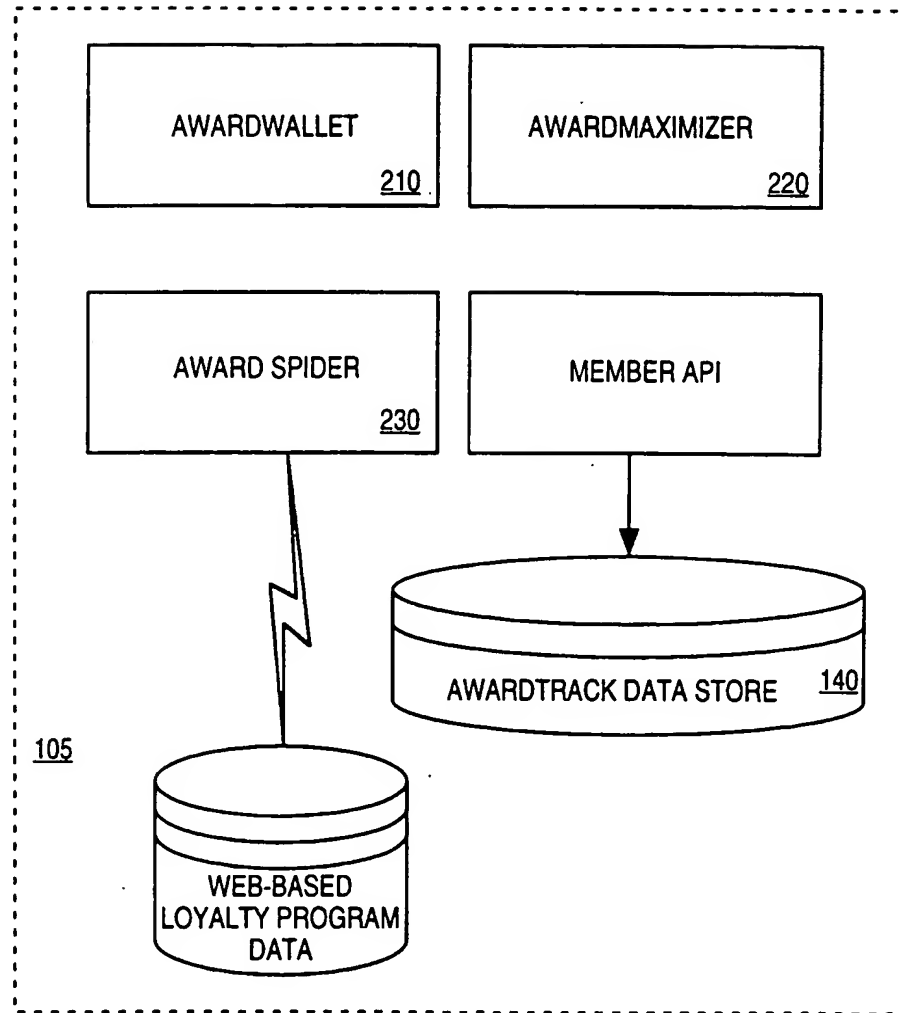 AWARDWALLET
210
AWARDMAXIMIZER
220
AWARD SPIDER
230
MEMBER API
AWARDTRACK DATA STORE
140
105
WEB-BASED
LOYALTY PROGRAM
DATA